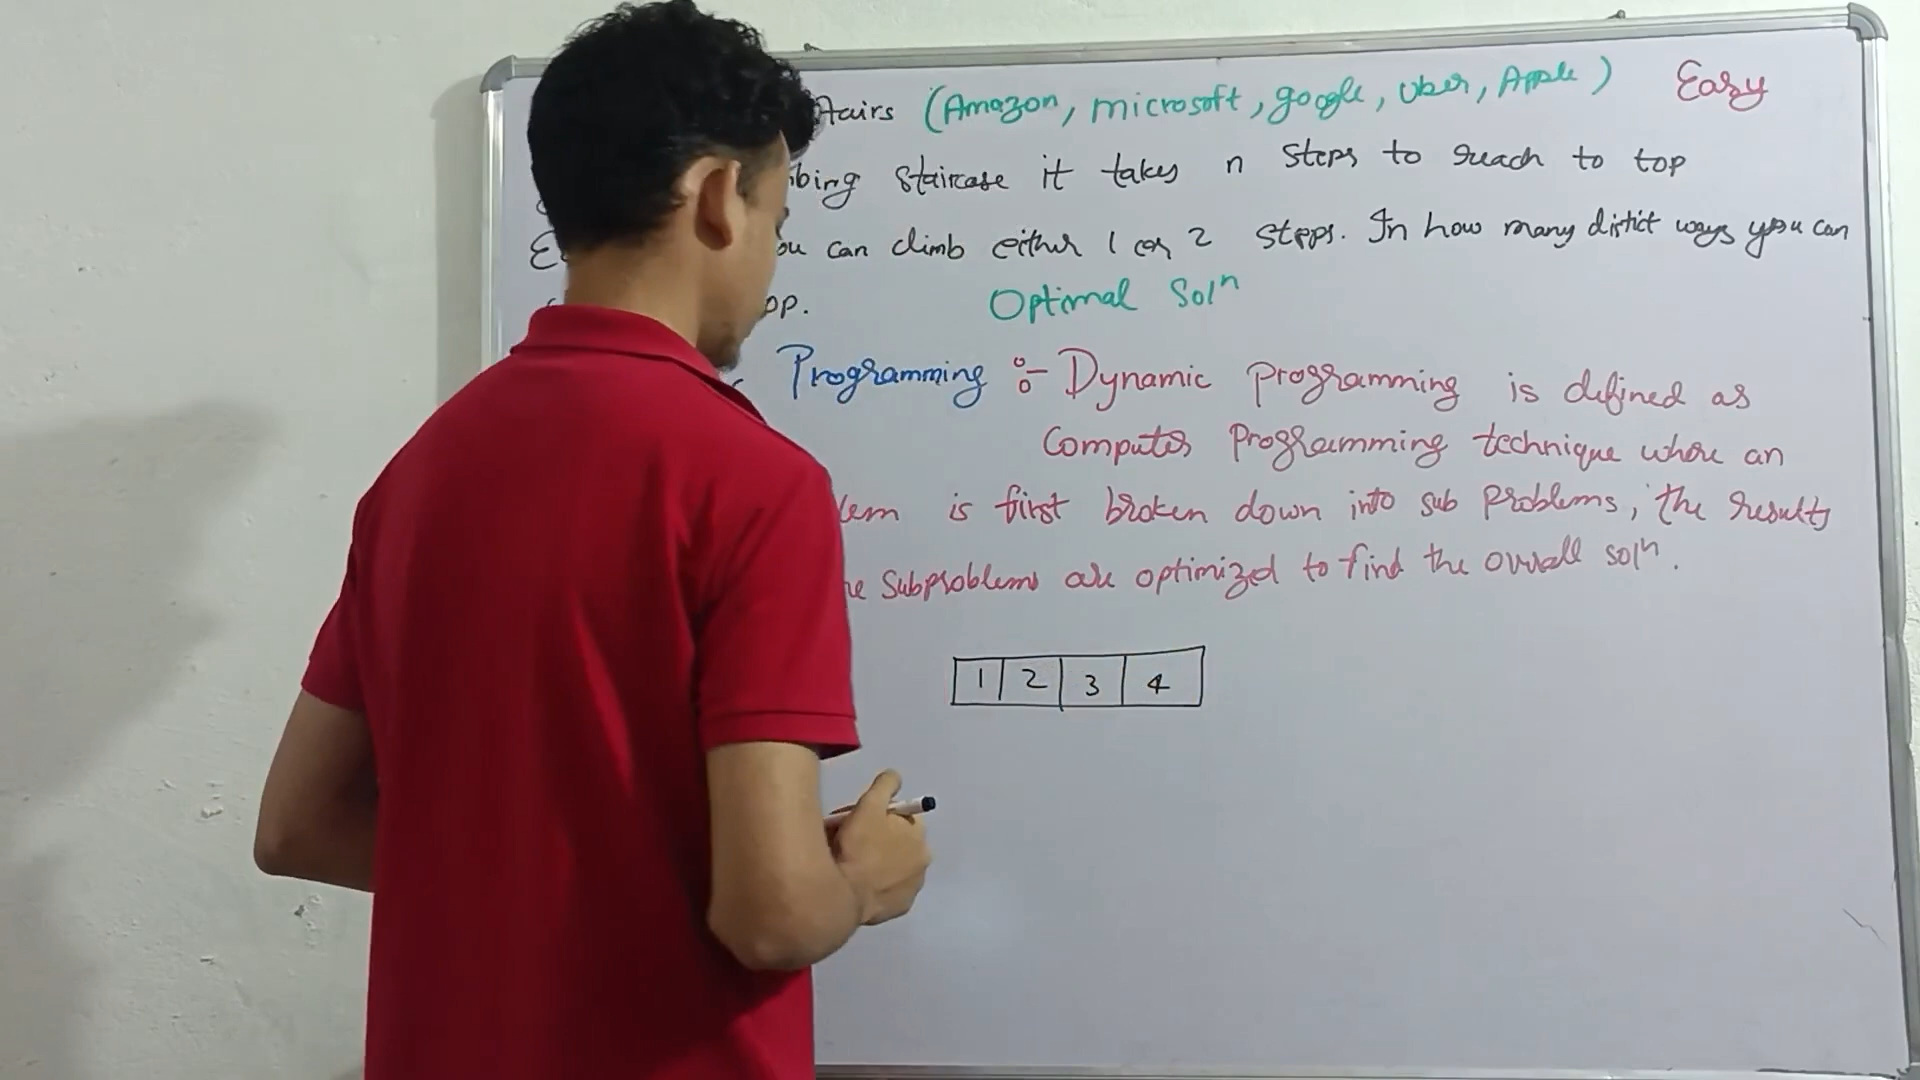 tairs (Amazon, microsoft, google, Uber, Apple) Easy
bing staircase it takes n steps to reach to top
ou can climb either 1 or 2 steps. In how many distict ways you can
op. Optimal Solⁿ
Programming :- Dynamic programming is defined as
Computer Programming technique where an
lem is first broken down into sub problems, the results
he subproblems are optimized to find the overall solⁿ.
1 2 3 4